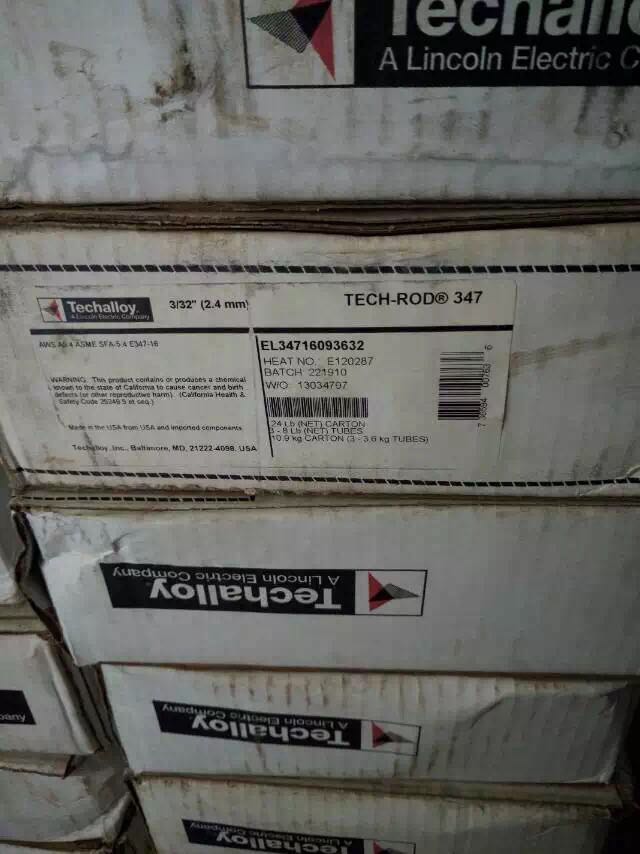 Techallo
A Lincoln Electric C
Techalloy
A Lincoln Electric Company
3/32" (2.4 mm)
TECH-ROD® 347
AWS A5.4 ASME SFA-5.4 E347-16
EL34716093632
HEAT NO.: E120287
BATCH 221910
W/O: 13034797
WARNING: This product contains or produces a chemical
known to the state of California to cause cancer and birth
defects (or other reproductive harm). (California Health &
Safety Code 25249.5 et seq.)
Made in the USA from USA and imported components
Techalloy, Inc., Baltimore, MD, 21222-4098, USA
24 Lb (NET) CARTON
3 - 8 Lb (NET) TUBES
10.9 kg CARTON (3 - 3.6 kg TUBES)
Techalloy
A Lincoln Electric Company
Techalloy
A Lincoln Electric Company
pany
Techalloy
A Lincoln Electric Company